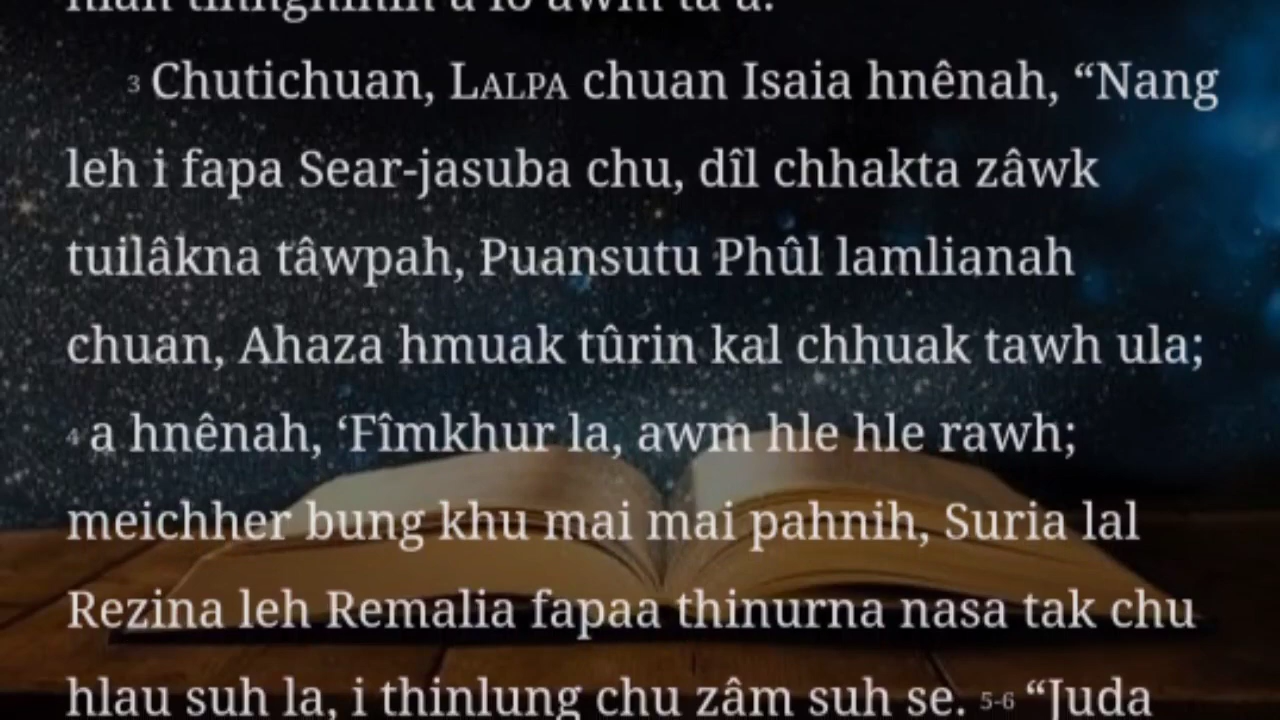 ³ Chutichuan, LALPA chuan Isaia hnênah, “Nang
leh i fapa Sear-jasuba chu, dîl chhakta zâwk
tuilâkna tâwpah, Puansutu Phûl lamlianah
chuan, Ahaza hmuak tûrin kal chhuak tawh ula;
⁴ a hnênah, ‘Fîmkhur la, awm hle hle rawh;
meichher bung khu mai mai pahnih, Suria lal
Rezina leh Remalia fapaa thinurna nasa tak chu
hlau suh la, i thinlung chu zâm suh se. ⁵⁻⁶ “Juda